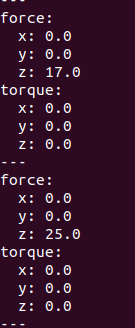 ---
force:
  x: 0.0
  y: 0.0
  z: 17.0
torque:
  x: 0.0
  y: 0.0
  z: 0.0
---
force:
  x: 0.0
  y: 0.0
  z: 25.0
torque:
  x: 0.0
  y: 0.0
  z: 0.0
---